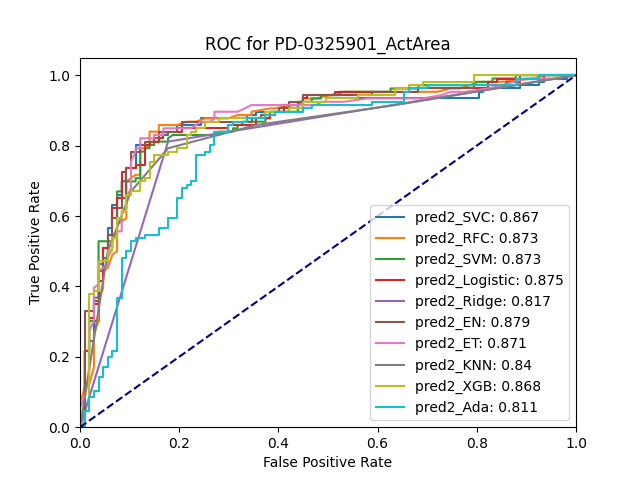 ROC for PD-0325901_ActArea
True Positive Rate
1.0
0.8
0.6
0.4
0.2
0.0
pred2_SVC: 0.867
pred2_RFC: 0.873
pred2_SVM: 0.873
pred2_Logistic: 0.875
pred2_Ridge: 0.817
pred2_EN: 0.879
pred2_ET: 0.871
pred2_KNN: 0.84
pred2_XGB: 0.868
pred2_Ada: 0.811
0.0 0.2 0.4 0.6 0.8 1.0
False Positive Rate